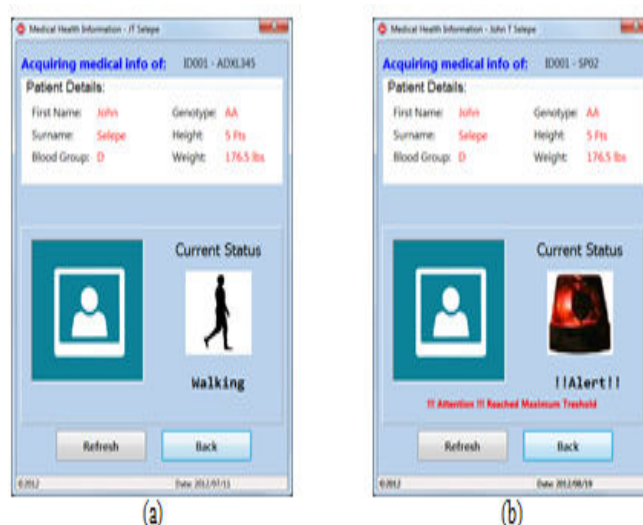 Medical Health Information - JT Selepe
Acquiring medical info of: ID001 - ADXL345
Patient Details:
First Name: John Genotype: AA
Surname: Selepe Height: 5 Fts
Blood Group: D Weight: 176.5 lbs
Current Status
Walking
Refresh Back
©2012 Date: 2012/07/11
(a)
Medical Health Information - John T Selepe
Acquiring medical info of: ID001 - SPO2
Patient Details:
First Name: John Genotype: AA
Surname: Selepe Height: 5 Fts
Blood Group: D Weight: 176.5 lbs
Current Status
!!Alert!!
!!! Attention !!! Reached Maximum Treshold
Refresh Back
©2012 Date: 2012/08/19
(b)